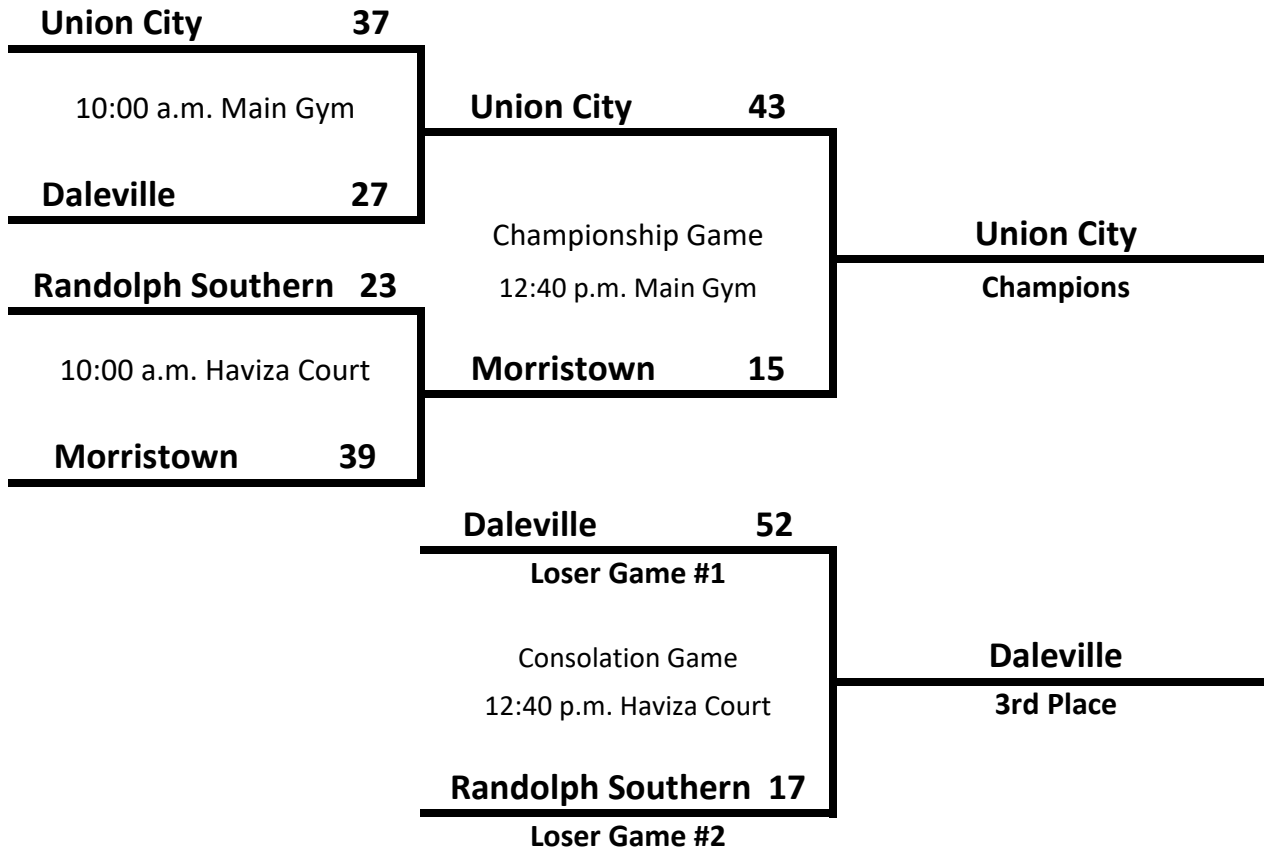 Union City 37
10:00 a.m. Main Gym
Daleville 27
Randolph Southern 23
10:00 a.m. Haviza Court
Morristown 39
Union City 43
Championship Game
12:40 p.m. Main Gym
Morristown 15
Union City
Champions
Daleville 52
Loser Game #1
Consolation Game
12:40 p.m. Haviza Court
Randolph Southern 17
Loser Game #2
Daleville
3rd Place